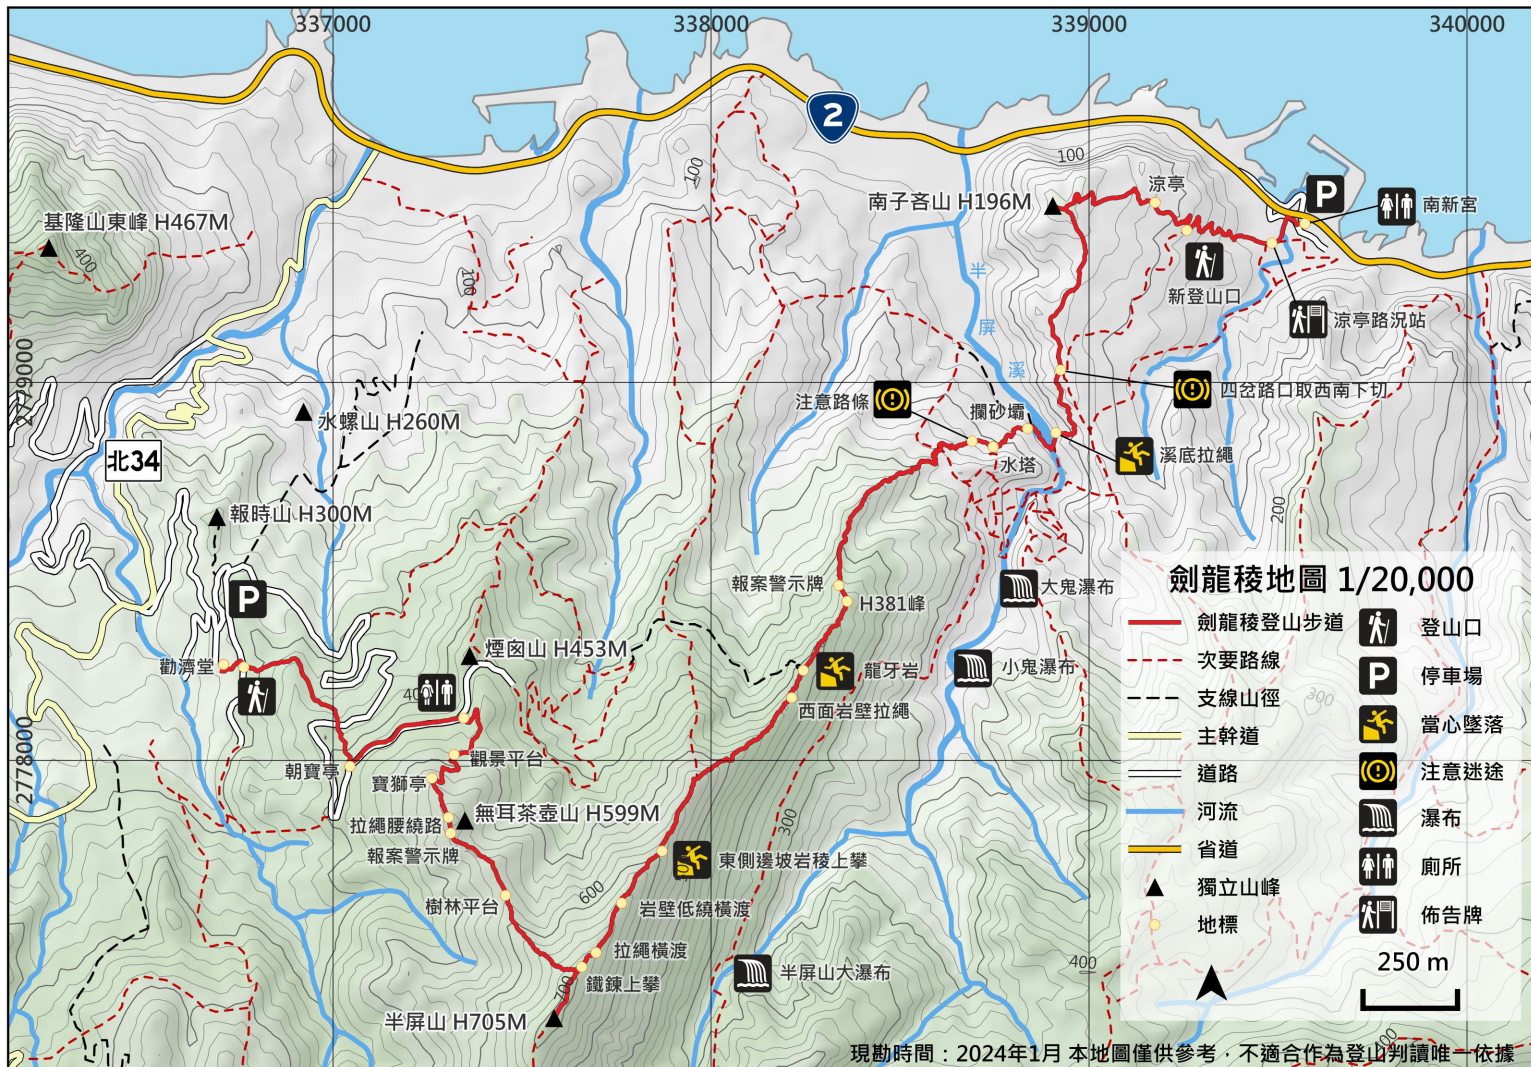 337000
338000
339000
340000
2
100
涼亭
南子吝山 H196M
南新宮
基隆山東峰 H467M
400
100
100
半
屏
溪
新登山口
涼亭路況站
2779000
注意路條
四岔路口取西南下切
水螺山 H260M
攔砂壩
北34
水塔
溪底拉繩
報時山 H300M
200
報案警示牌
H381峰
大鬼瀑布
煙囪山 H453M
勸濟堂
小鬼瀑布
龍牙岩
400
西面岩壁拉繩
2778000
朝寶亭
觀景平台
寶獅亭
拉繩腰繞路
無耳茶壺山 H599M
300
報案警示牌
東側邊坡岩稜上攀
600
樹林平台
岩壁低繞橫渡
拉繩橫渡
鐵鍊上攀
700
半屏山大瀑布
半屏山 H705M
劍龍稜地圖 1/20,000
劍龍稜登山步道
登山口
次要路線
停車場
支線山徑
300
當心墜落
主幹道
道路
注意迷途
河流
瀑布
省道
廁所
獨立山峰
地標
佈告牌
400
250 m
400
現勘時間：2024年1月 本地圖僅供參考，不適合作為登山判讀唯一依據